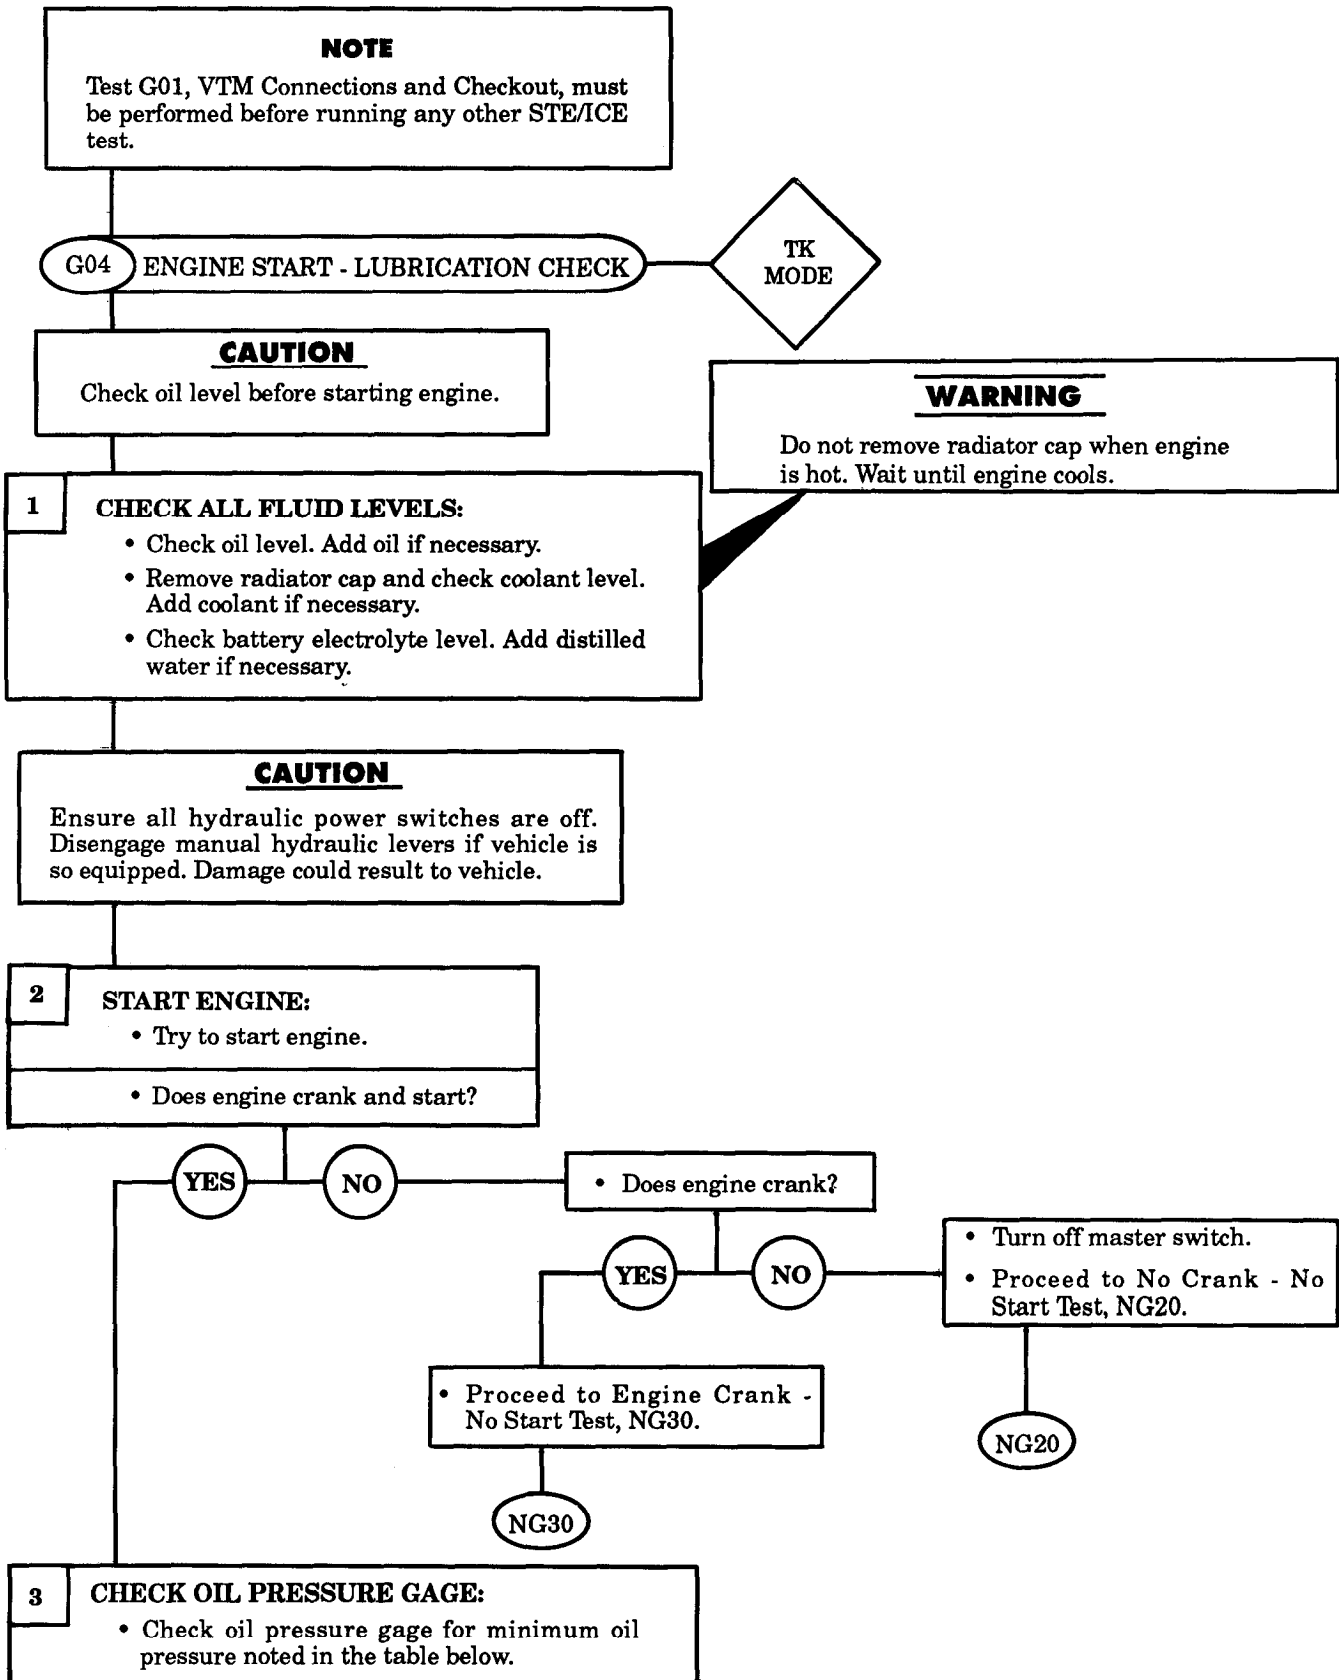 NOTE
Test G01, VTM Connections and Checkout, must
be performed before running any other STE/ICE
test.
G04 ENGINE START - LUBRICATION CHECK
TK
MODE
CAUTION
Check oil level before starting engine.
WARNING
Do not remove radiator cap when engine
is hot. Wait until engine cools.
1 CHECK ALL FLUID LEVELS:
• Check oil level. Add oil if necessary.
• Remove radiator cap and check coolant level.
Add coolant if necessary.
• Check battery electrolyte level. Add distilled
water if necessary.
CAUTION
Ensure all hydraulic power switches are off.
Disengage manual hydraulic levers if vehicle is
so equipped. Damage could result to vehicle.
2 START ENGINE:
• Try to start engine.
• Does engine crank and start?
YES NO
• Does engine crank?
YES NO
• Turn off master switch.
• Proceed to No Crank - No
Start Test, NG20.
• Proceed to Engine Crank -
No Start Test, NG30.
NG20
NG30
3 CHECK OIL PRESSURE GAGE:
• Check oil pressure gage for minimum oil
pressure noted in the table below.